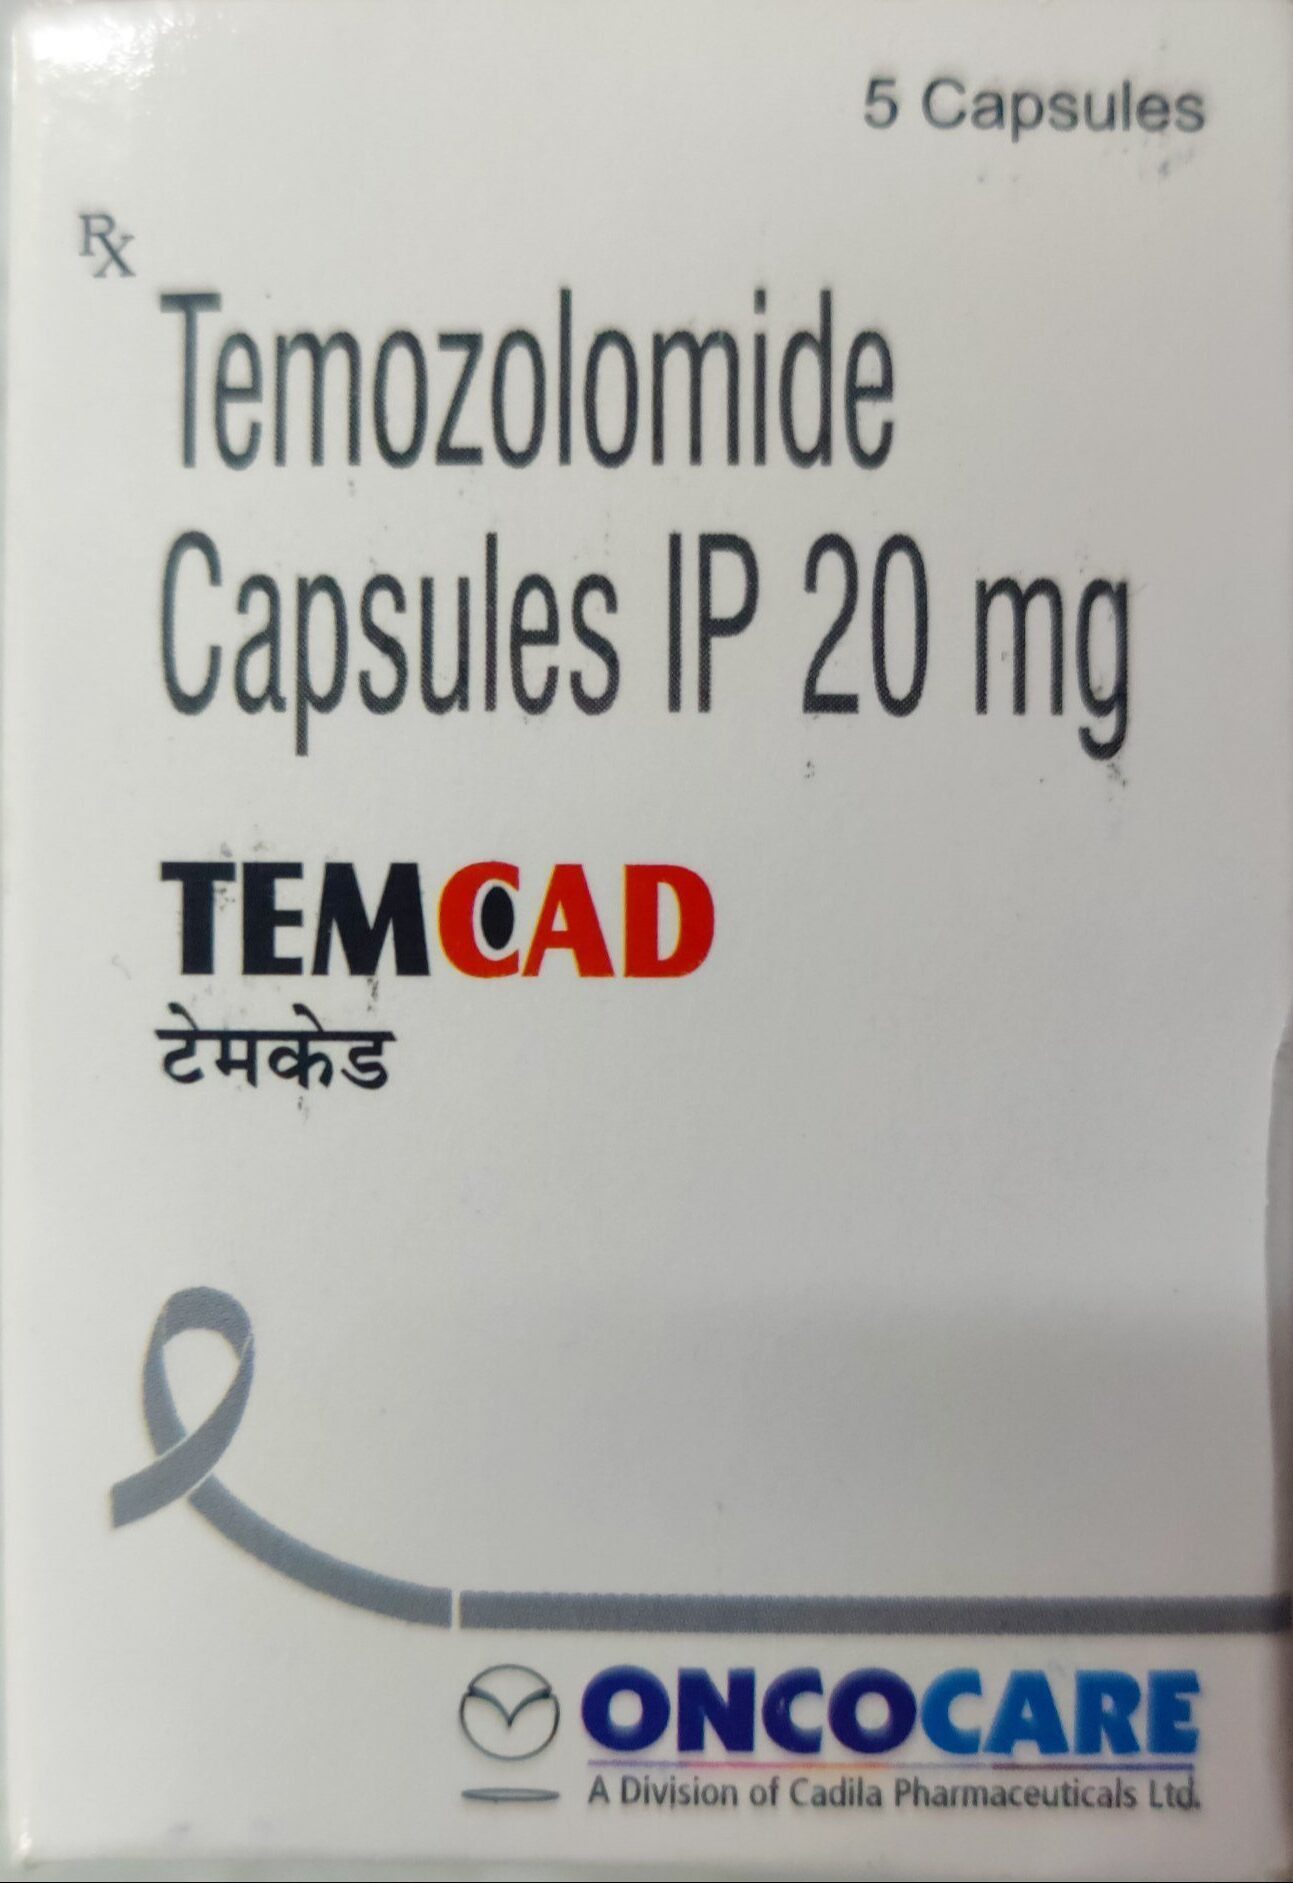 5 Capsules
Rx
Temozolomide
Capsules IP 20 mg
TEMCAD
टेमकेड
ONCOCARE
A Division of Cadila Pharmaceuticals Ltd.